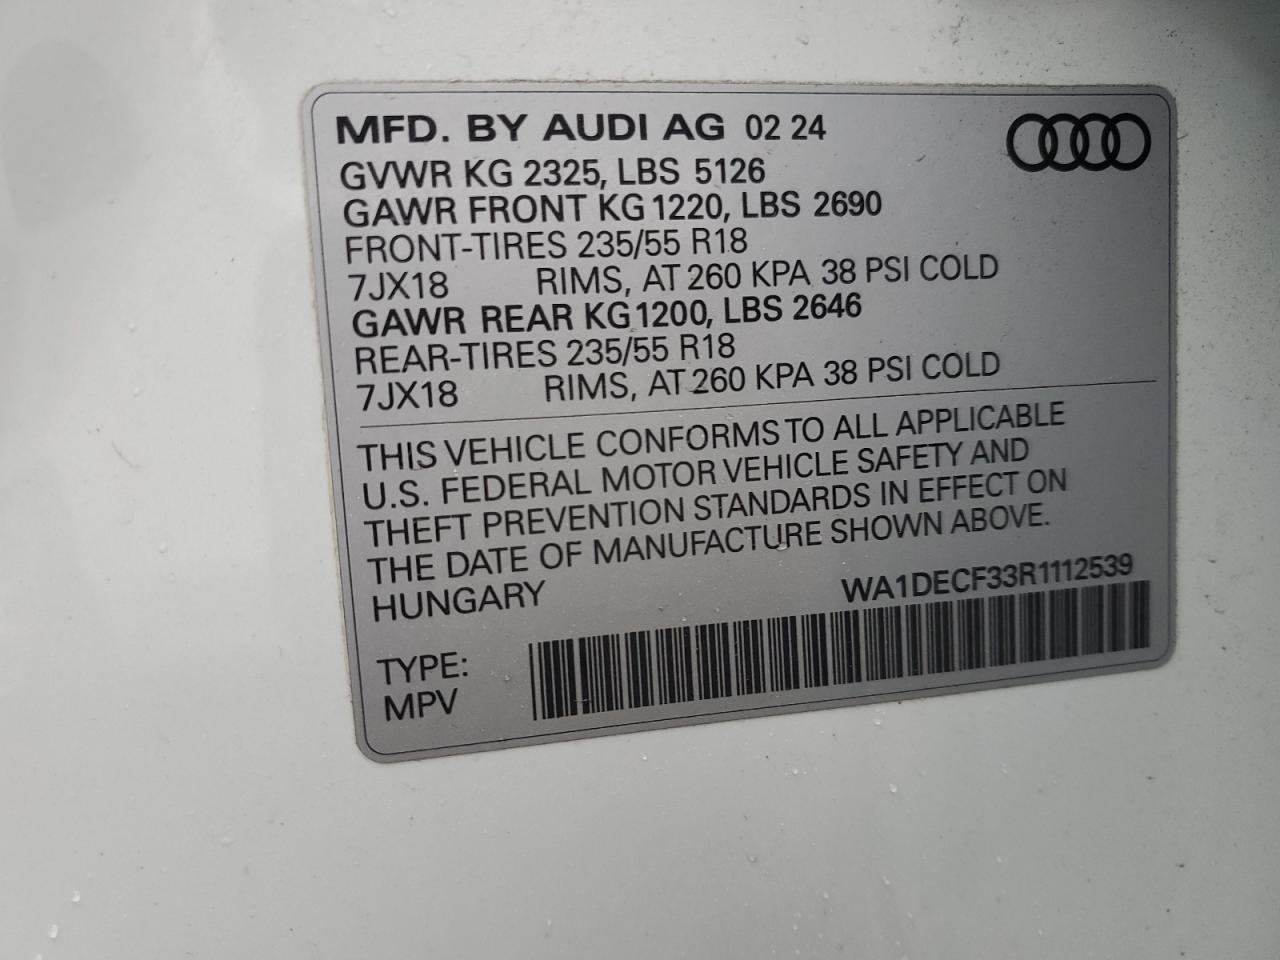 MFD. BY AUDI AG 02 24
GVWR KG 2325, LBS 5126
GAWR FRONT KG 1220, LBS 2690
FRONT-TIRES 235/55 R18
7JX18 RIMS, AT 260 KPA 38 PSI COLD
GAWR REAR KG 1200, LBS 2646
REAR-TIRES 235/55 R18
7JX18 RIMS, AT 260 KPA 38 PSI COLD
THIS VEHICLE CONFORMS TO ALL APPLICABLE
U.S. FEDERAL MOTOR VEHICLE SAFETY AND
THEFT PREVENTION STANDARDS IN EFFECT ON
THE DATE OF MANUFACTURE SHOWN ABOVE.
HUNGARY
WA1DECF33R1112539
TYPE:
MPV